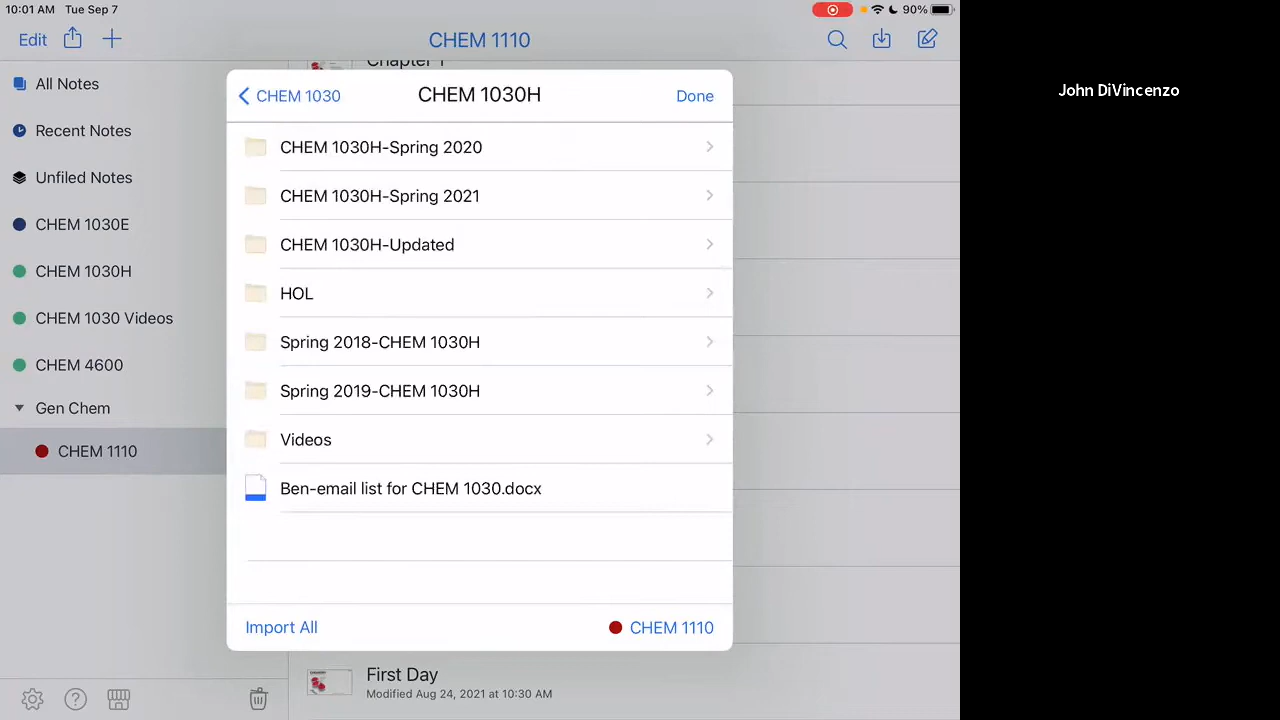 10:01 AM Tue Sep 7
90%
Edit
CHEM 1110
All Notes
Recent Notes
Unfiled Notes
CHEM 1030E
CHEM 1030H
CHEM 1030 Videos
CHEM 4600
Gen Chem
CHEM 1110
Chapter 1
CHEM 1030
CHEM 1030H
Done
CHEM 1030H-Spring 2020
CHEM 1030H-Spring 2021
CHEM 1030H-Updated
HOL
Spring 2018-CHEM 1030H
Spring 2019-CHEM 1030H
Videos
Ben-email list for CHEM 1030.docx
Import All
CHEM 1110
First Day
Modified Aug 24, 2021 at 10:30 AM
John DiVincenzo